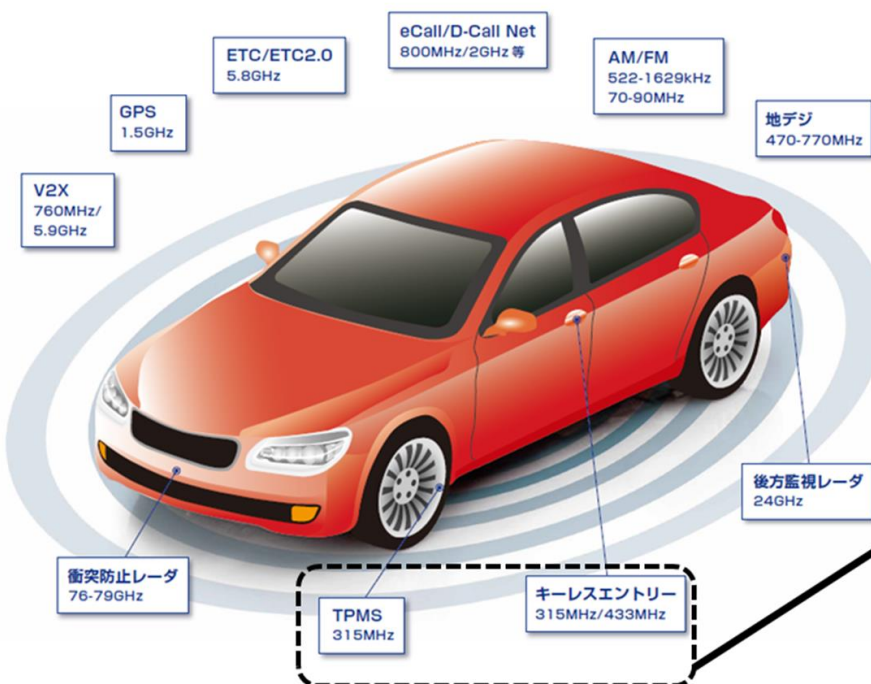 eCall/D-Call Net
800MHz/2GHz 等
ETC/ETC2.0
5.8GHz
AM/FM
522-1629kHz
70-90MHz
GPS
1.5GHz
地デジ
470-770MHz
V2X
760MHz/
5.9GHz
後方監視レーダ
24GHz
衝突防止レーダ
76-79GHz
TPMS
315MHz
キーレスエントリー
315MHz/433MHz